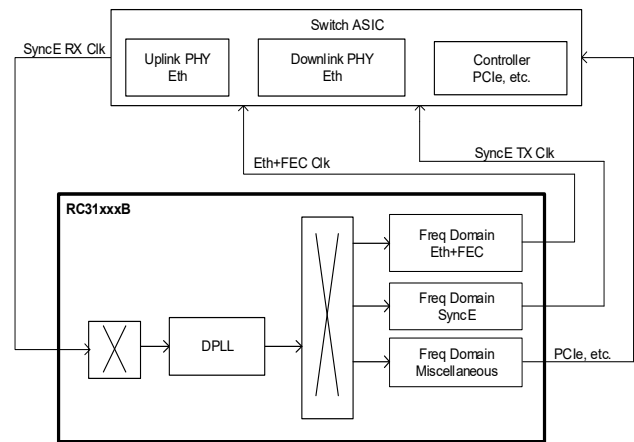 Switch ASIC
SyncE RX Clk
Uplink PHY
Eth
Downlink PHY
Eth
Controller
PCIe, etc.
SyncE TX Clk
Eth+FEC Clk
RC31xxxB
Freq Domain
Eth+FEC
Freq Domain
SyncE
DPLL
Freq Domain
Miscellaneous
PCIe, etc.